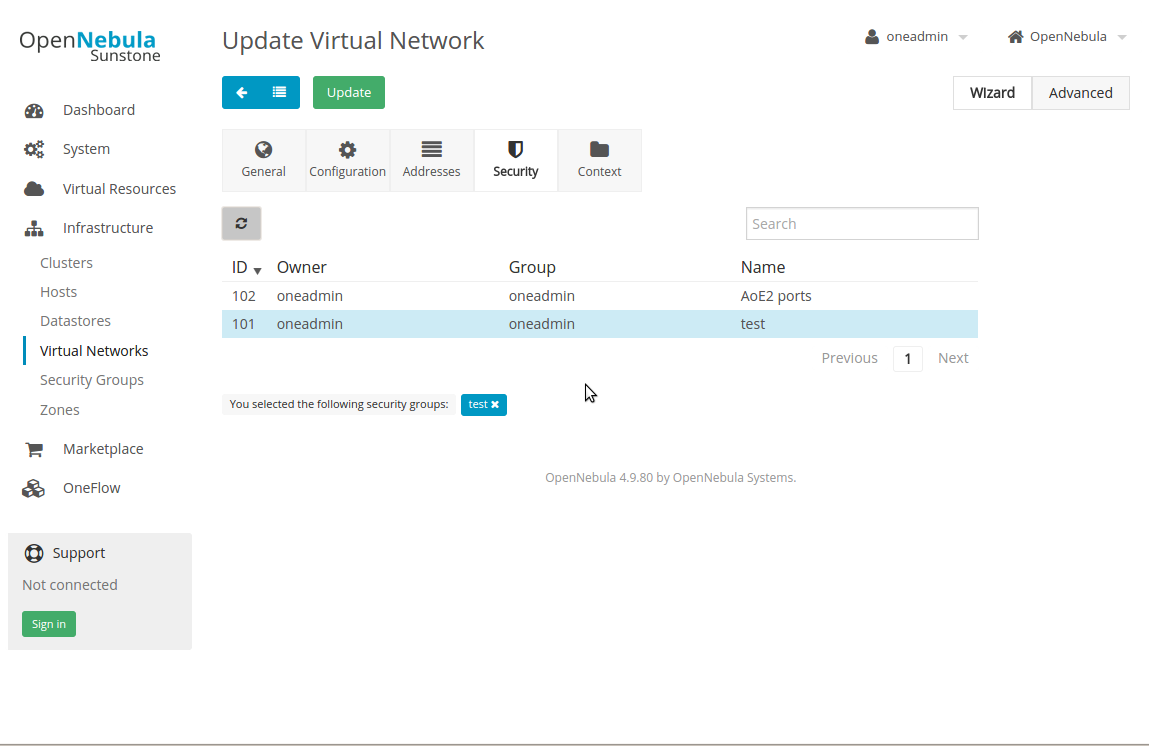 OpenNebula
Sunstone
Update Virtual Network
oneadmin
OpenNebula
Update
WIzard
Advanced
Dashboard
System
Virtual Resources
Infrastructure
Clusters
Hosts
Datastores
Virtual Networks
Security Groups
Zones
Marketplace
OneFlow
Support
Not connected
Sign in
General
Configuration
Addresses
Security
Context
Search
ID Owner Group Name
102 oneadmin oneadmin AoE2 ports
101 oneadmin oneadmin test
Previous 1 Next
You selected the following security groups: test
OpenNebula 4.9.80 by OpenNebula Systems.